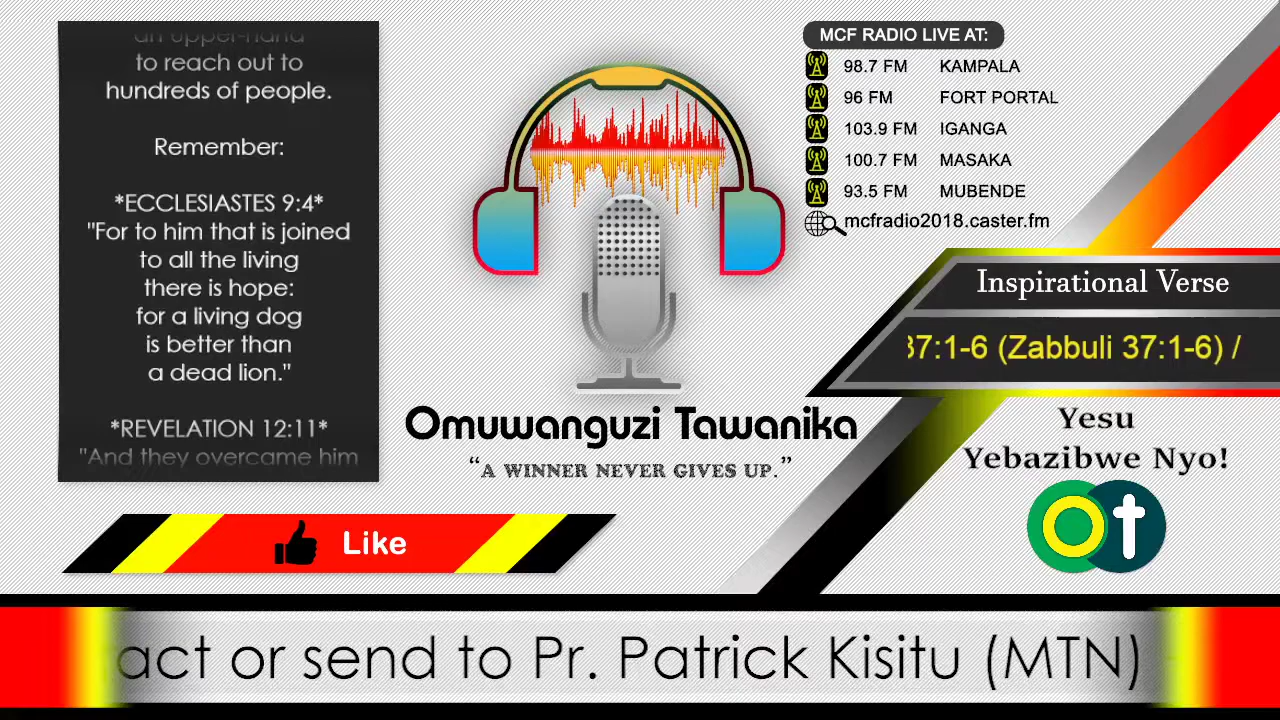 an upper-hand
to reach out to
hundreds of people.
Remember:
*ECCLESIASTES 9:4*
"For to him that is joined
to all the living
there is hope:
for a living dog
is better than
a dead lion."
*REVELATION 12:11*
"And they overcame him
Omuwanguzi Tawanika
“A WINNER NEVER GIVES UP.”
MCF RADIO LIVE AT:
98.7 FM KAMPALA
96 FM FORT PORTAL
103.9 FM IGANGA
100.7 FM MASAKA
93.5 FM MUBENDE
mcfradio2018.caster.fm
Inspirational Verse
37:1-6 (Zabbuli 37:1-6) /
Yesu
Yebazibwe Nyo!
ot
Like
act or send to Pr. Patrick Kisitu (MTN)